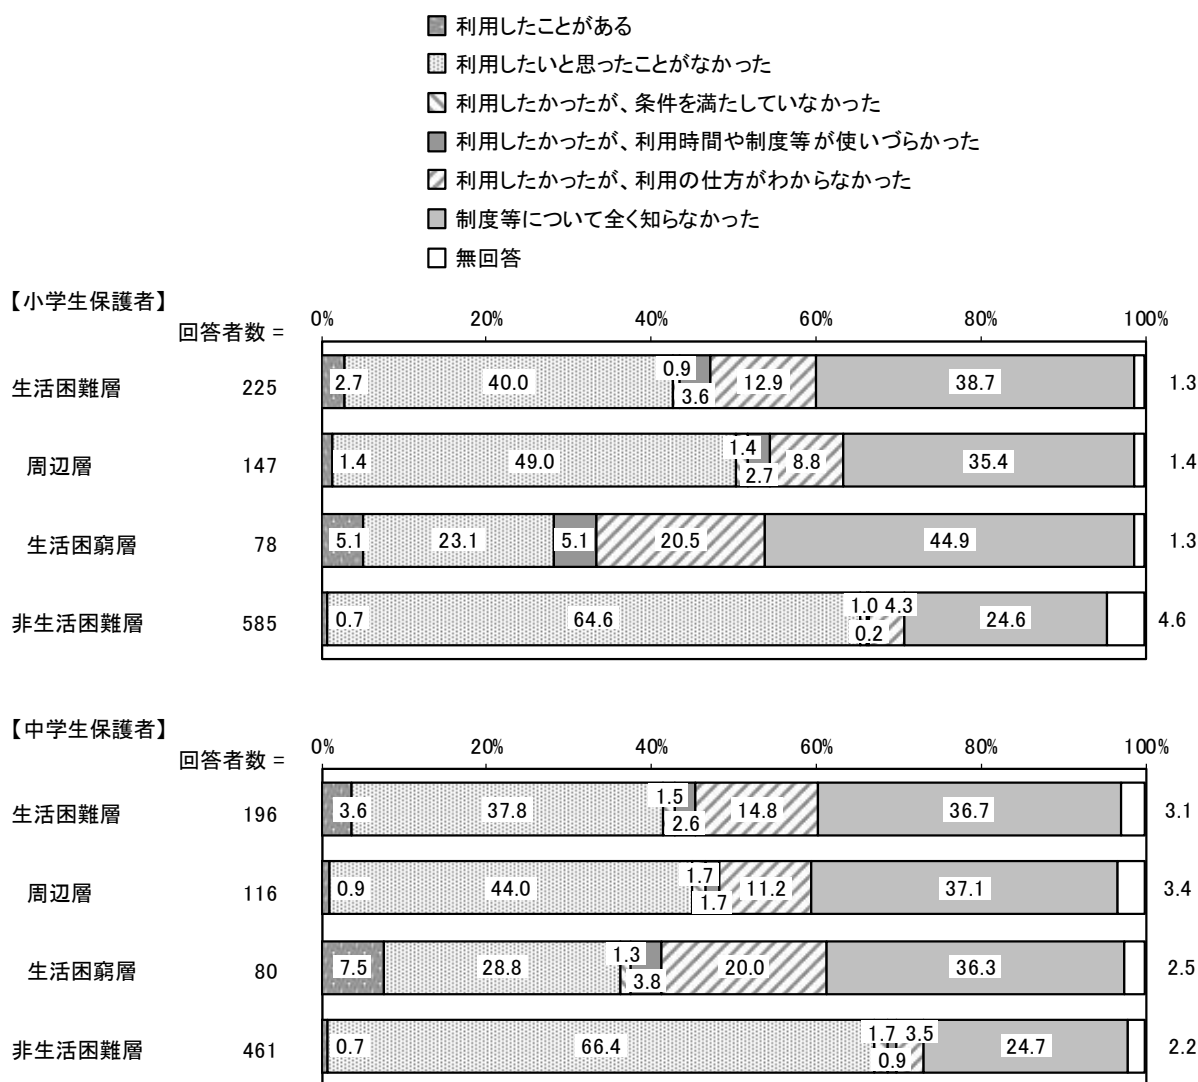 利用したことがある
利用したいと思ったことがなかった
利用したかったが、条件を満たしていなかった
利用したかったが、利用時間や制度等が使いづらかった
利用したかったが、利用の仕方がわからなかった
制度等について全く知らなかった
無回答
【小学生保護者】
回答者数 =
0% 20% 40% 60% 80% 100%
生活困難層 225 2.7 40.0 0.9 3.6 12.9 38.7 1.3
周辺層 147 1.4 49.0 1.4 2.7 8.8 35.4 1.4
生活困窮層 78 5.1 23.1 5.1 20.5 44.9 1.3
非生活困難層 585 0.7 64.6 1.0 0.2 4.3 24.6 4.6
【中学生保護者】
回答者数 =
0% 20% 40% 60% 80% 100%
生活困難層 196 3.6 37.8 1.5 2.6 14.8 36.7 3.1
周辺層 116 0.9 44.0 1.7 1.7 11.2 37.1 3.4
生活困窮層 80 7.5 28.8 1.3 3.8 20.0 36.3 2.5
非生活困難層 461 0.7 66.4 1.7 0.9 3.5 24.7 2.2